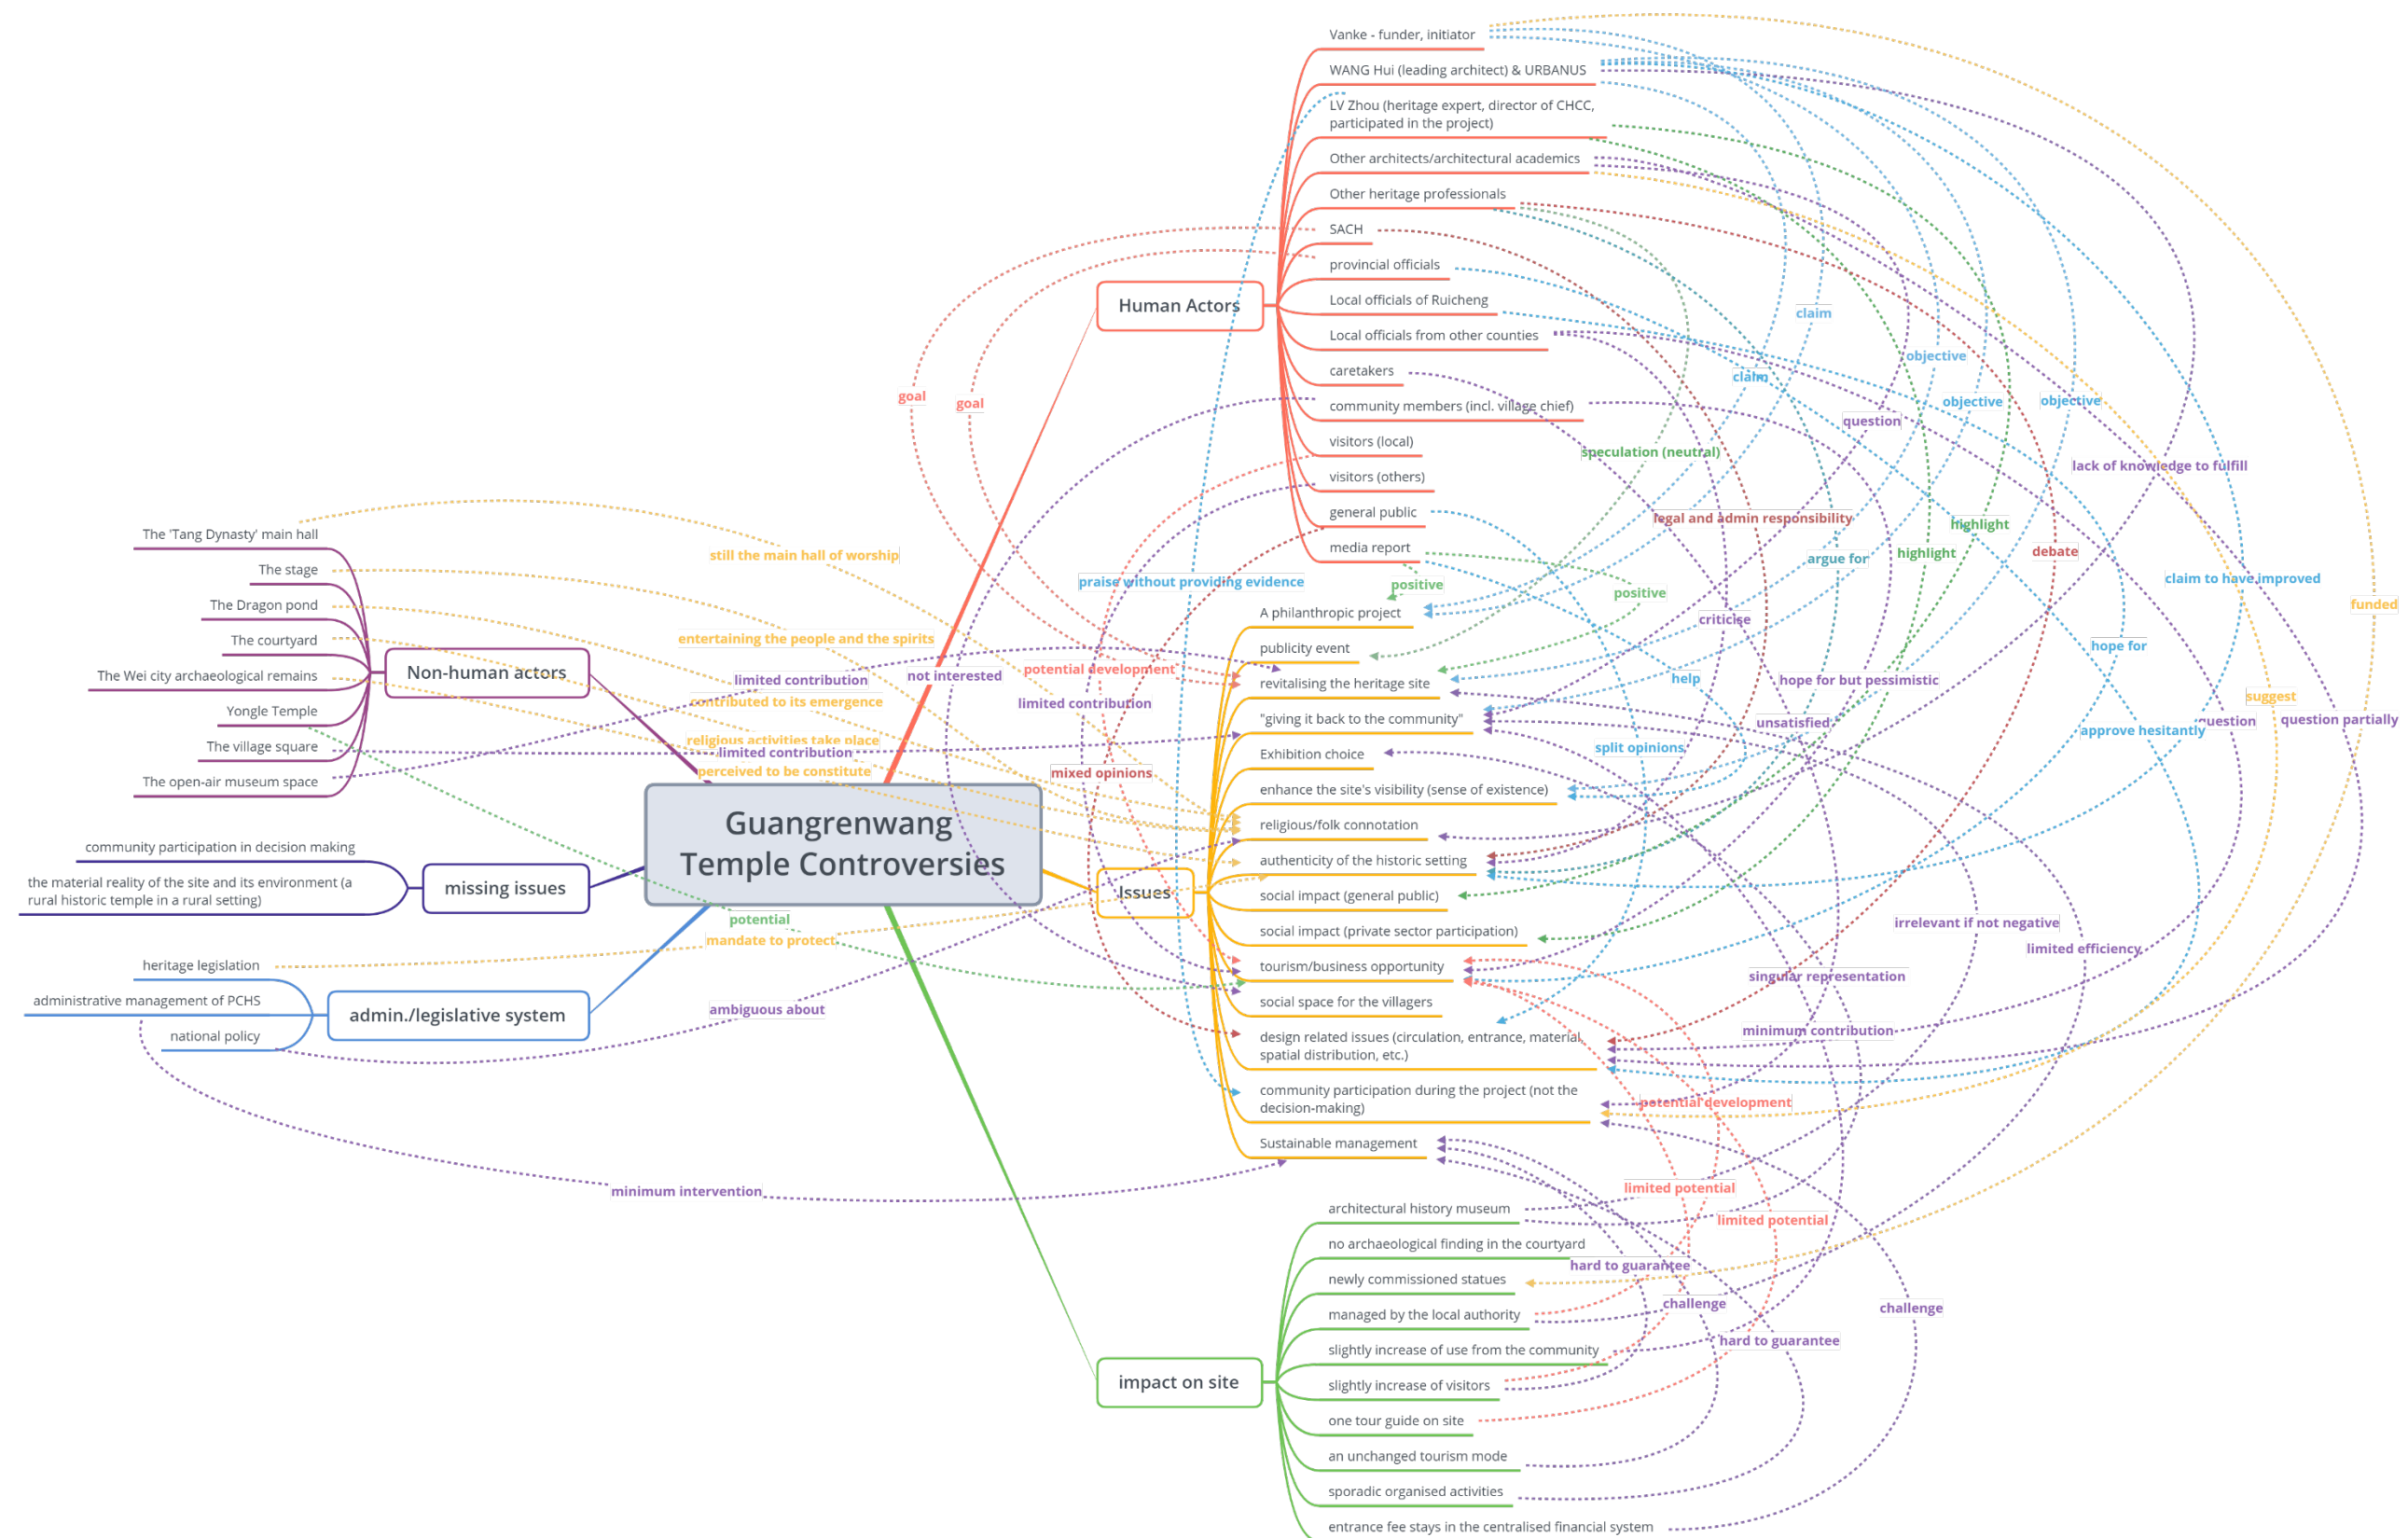 Guangrenwang
Temple Controversies
Human Actors
Vanke - funder, initiator
WANG Hui (leading architect) & URBANUS
LV Zhou (heritage expert, director of CHCC,
participated in the project)
Other architects/architectural academics
Other heritage professionals
SACH
provincial officials
Local officials of Ruicheng
Local officials from other counties
caretakers
community members (incl. village chief)
visitors (local)
visitors (others)
general public
media report
Issues
A philanthropic project
publicity event
revitalising the heritage site
"giving it back to the community"
Exhibition choice
enhance the site's visibility (sense of existence)
religious/folk connotation
authenticity of the historic setting
social impact (general public)
social impact (private sector participation)
tourism/business opportunity
social space for the villagers
design related issues (circulation, entrance, material,
spatial distribution, etc.)
community participation during the project (not the
decision-making)
Sustainable management
impact on site
architectural history museum
no archaeological finding in the courtyard
newly commissioned statues
managed by the local authority
slightly increase of use from the community
slightly increase of visitors
one tour guide on site
an unchanged tourism mode
sporadic organised activities
entrance fee stays in the centralised financial system
Non-human actors
The 'Tang Dynasty' main hall
The stage
The Dragon pond
The courtyard
The Wei city archaeological remains
Yongle Temple
The village square
The open-air museum space
missing issues
community participation in decision making
the material reality of the site and its environment (a
rural historic temple in a rural setting)
admin./legislative system
heritage legislation
administrative management of PCHS
national policy
goal
goal
still the main hall of worship
entertaining the people and the spirits
limited contribution
contributed to its emergence
religious activities take place
limited contribution
perceived to be constitute
potential
mandate to protect
ambiguous about
minimum intervention
not interested
potential development
limited contribution
mixed opinions
praise without providing evidence
claim
claim
objective
objective
objective
question
speculation (neutral)
lack of knowledge to fulfill
legal and admin responsibility
highlight
highlight
debate
argue for
claim to have improved
funded
positive
positive
criticise
hope for
help
hope for but pessimistic
suggest
unsatisfied
question
question partially
approve hesitantly
split opinions
irrelevant if not negative
limited efficiency
singular representation
minimum contribution
potential development
limited potential
limited potential
hard to guarantee
challenge
challenge
hard to guarantee